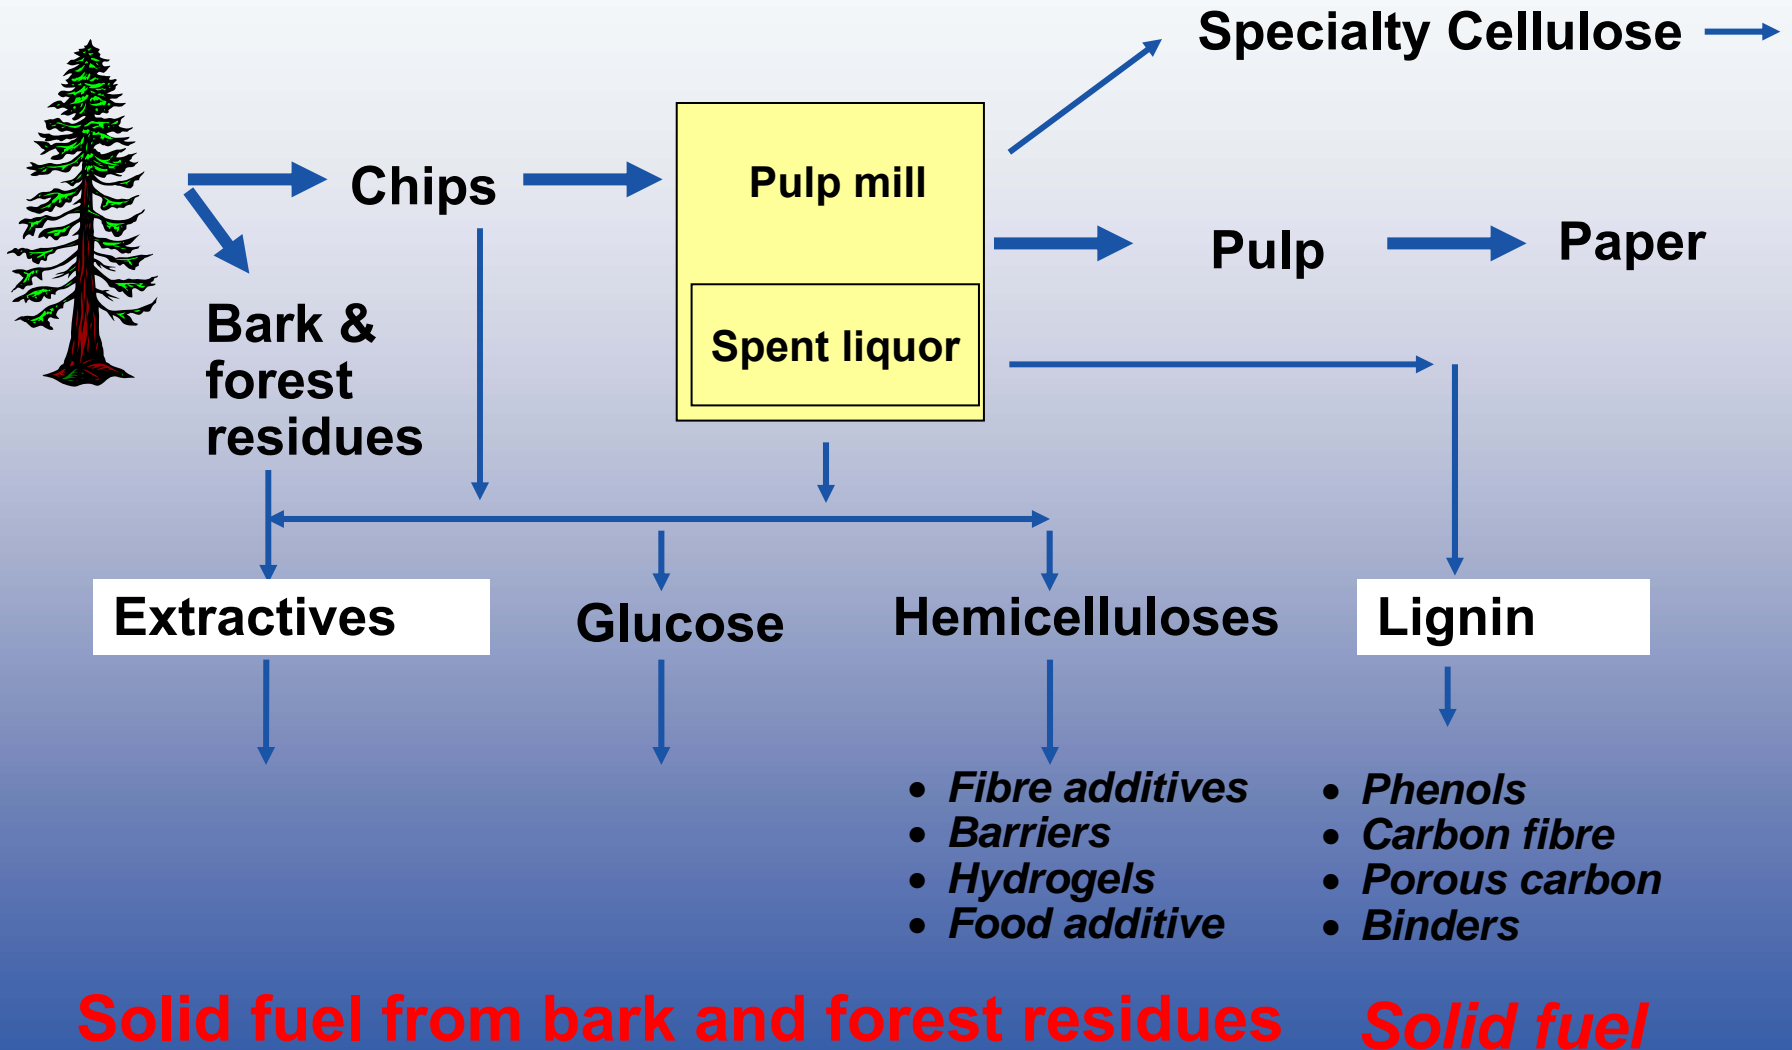 Specialty Cellulose
Chips
Pulp mill
Pulp
Paper
Bark &
forest
residues
Spent liquor
Extractives
Glucose
Hemicelluloses
Lignin
• Fibre additives
• Barriers
• Hydrogels
• Food additive
• Phenols
• Carbon fibre
• Porous carbon
• Binders
Solid fuel from bark and forest residues
Solid fuel